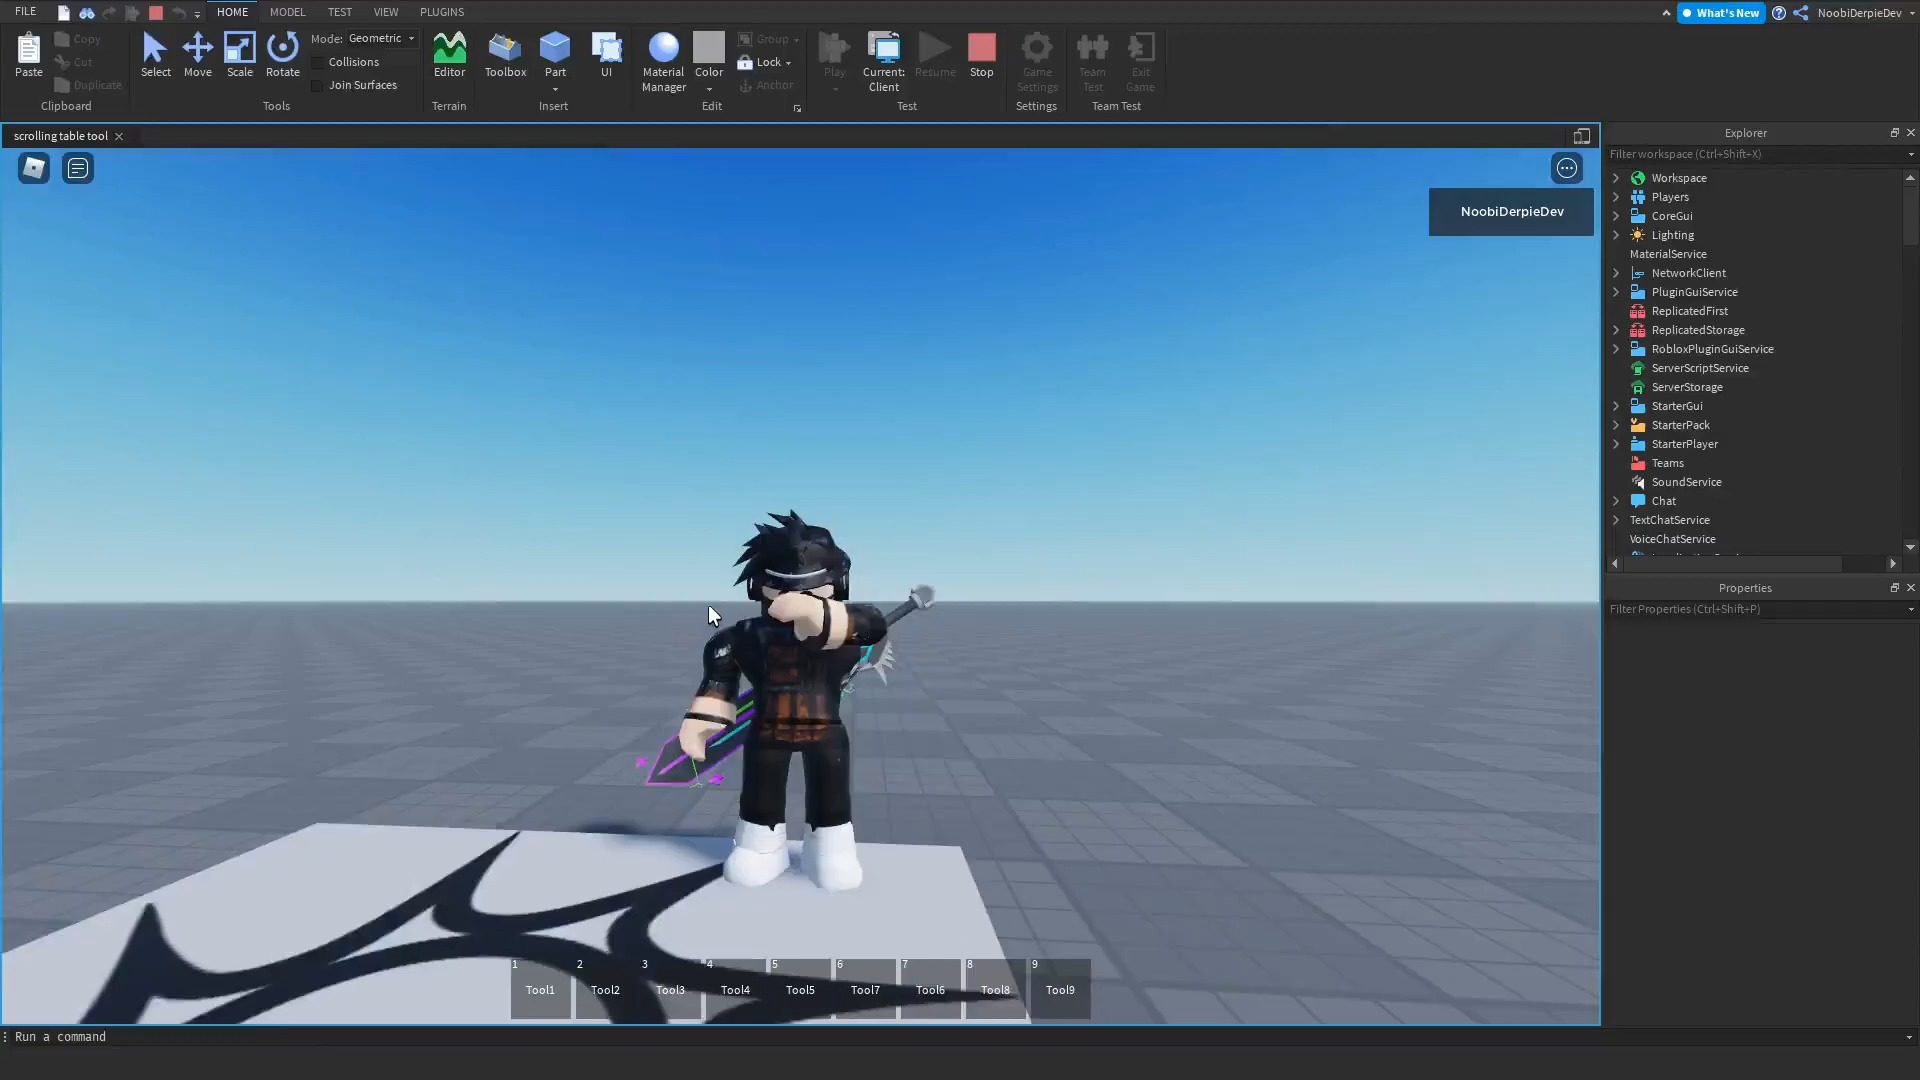 FILE HOME MODEL TEST VIEW PLUGINS What's New NoobiDerpieDev
Paste Copy Cut Duplicate
Clipboard
Select Move Scale Rotate Mode: Geometric Collisions Join Surfaces
Tools
Editor
Terrain
Toolbox Part UI
Insert
Material Manager Color Group Lock Anchor
Edit
Play Current: Client Resume Stop
Test
Game Settings
Settings
Team Test Exit Game
Team Test
scrolling table tool
NoobiDerpieDev
1 2 3 4 5 6 7 8 9
Tool1 Tool2 Tool3 Tool4 Tool5 Tool7 Tool6 Tool8 Tool9
Run a command
Explorer
Filter workspace (Ctrl+Shift+X)
Workspace
Players
CoreGui
Lighting
MaterialService
NetworkClient
PluginGuiService
ReplicatedFirst
ReplicatedStorage
RobloxPluginGuiService
ServerScriptService
ServerStorage
StarterGui
StarterPack
StarterPlayer
Teams
SoundService
Chat
TextChatService
VoiceChatService
Properties
Filter Properties (Ctrl+Shift+P)